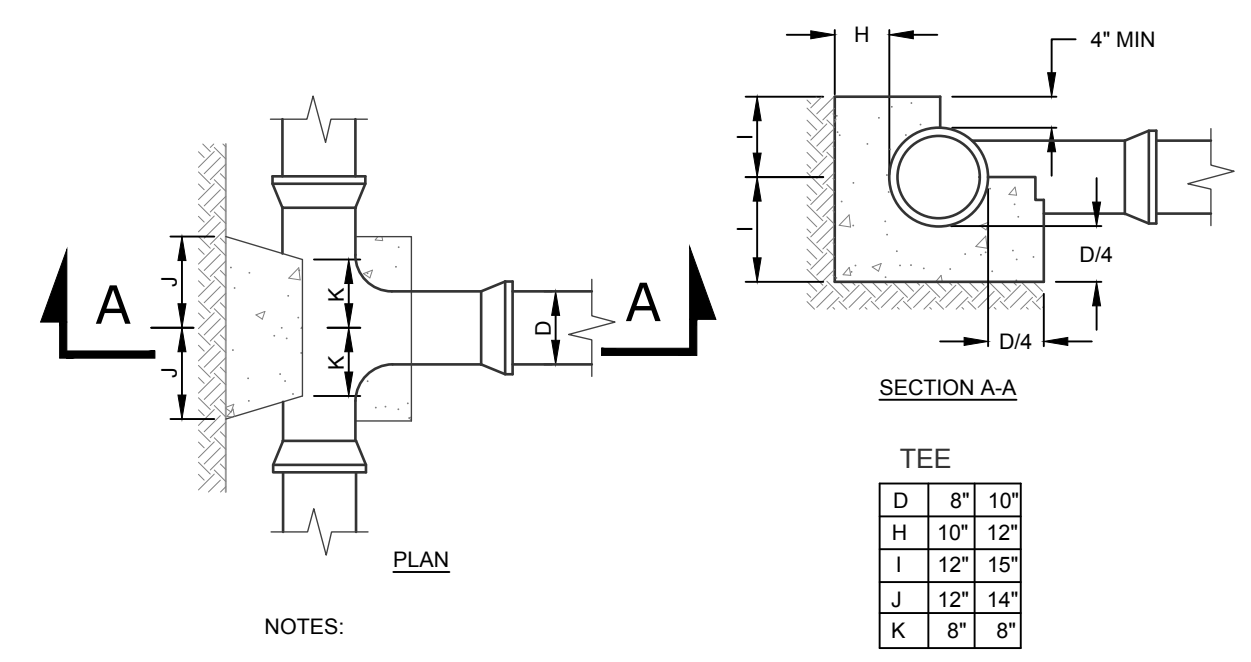 H
4" MIN
I
I
D/4
D/4
SECTION A-A
J
J
K
K
D
A
A
PLAN
NOTES:
TEE
D 8" 10"
H 10" 12"
I 12" 15"
J 12" 14"
K 8" 8"